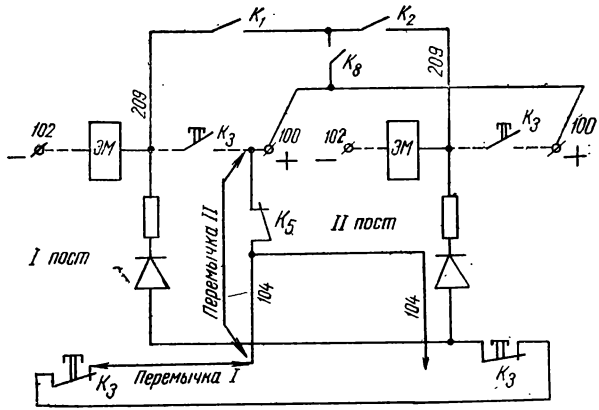 K₁
K₂
K₈
209
209
102
ЭМ
K₃
100
102
ЭМ
K₃
100
−
+
−
+
K₅
I пост
II пост
Перемычка II
104
104
K₃
Перемычка I
K₃